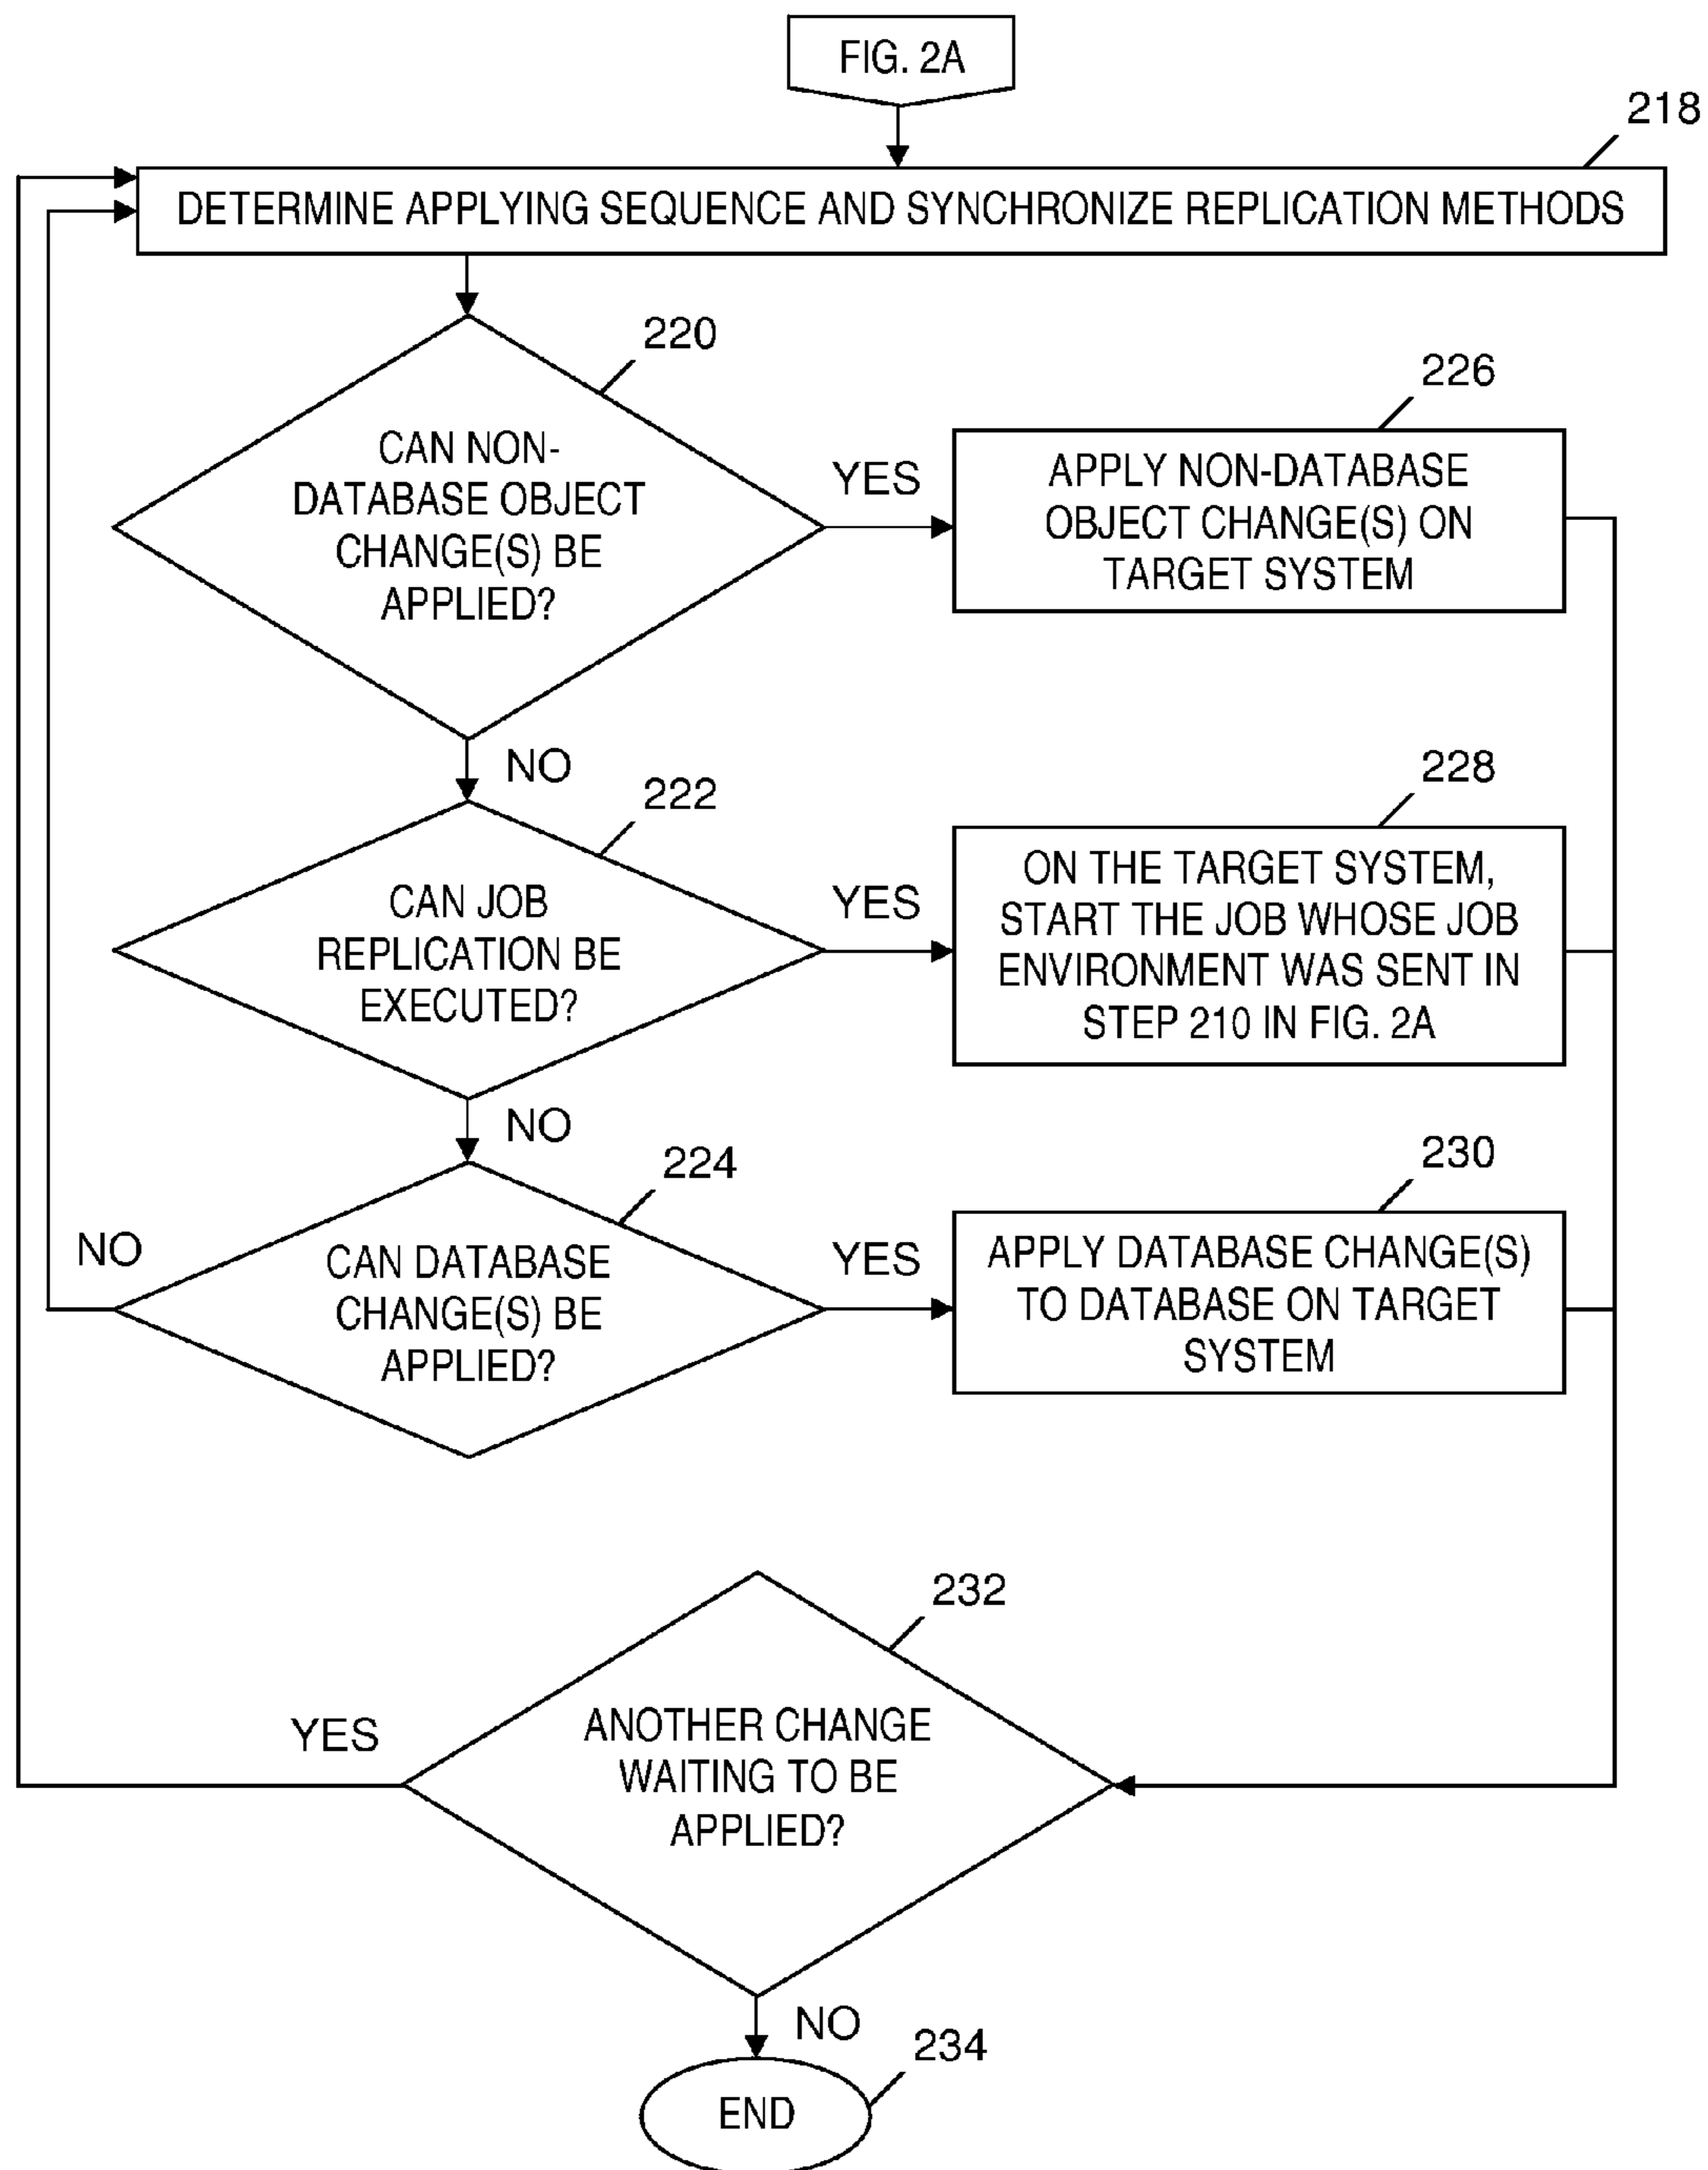 FIG. 2A
218
DETERMINE APPLYING SEQUENCE AND SYNCHRONIZE REPLICATION METHODS
220
CAN NON-
DATABASE OBJECT
CHANGE(S) BE
APPLIED?
YES
226
APPLY NON-DATABASE
OBJECT CHANGE(S) ON
TARGET SYSTEM
NO
222
CAN JOB
REPLICATION BE
EXECUTED?
YES
228
ON THE TARGET SYSTEM,
START THE JOB WHOSE JOB
ENVIRONMENT WAS SENT IN
STEP 210 IN FIG. 2A
NO
224
NO
CAN DATABASE
CHANGE(S) BE
APPLIED?
YES
230
APPLY DATABASE CHANGE(S)
TO DATABASE ON TARGET
SYSTEM
232
YES
ANOTHER CHANGE
WAITING TO BE
APPLIED?
NO
234
END